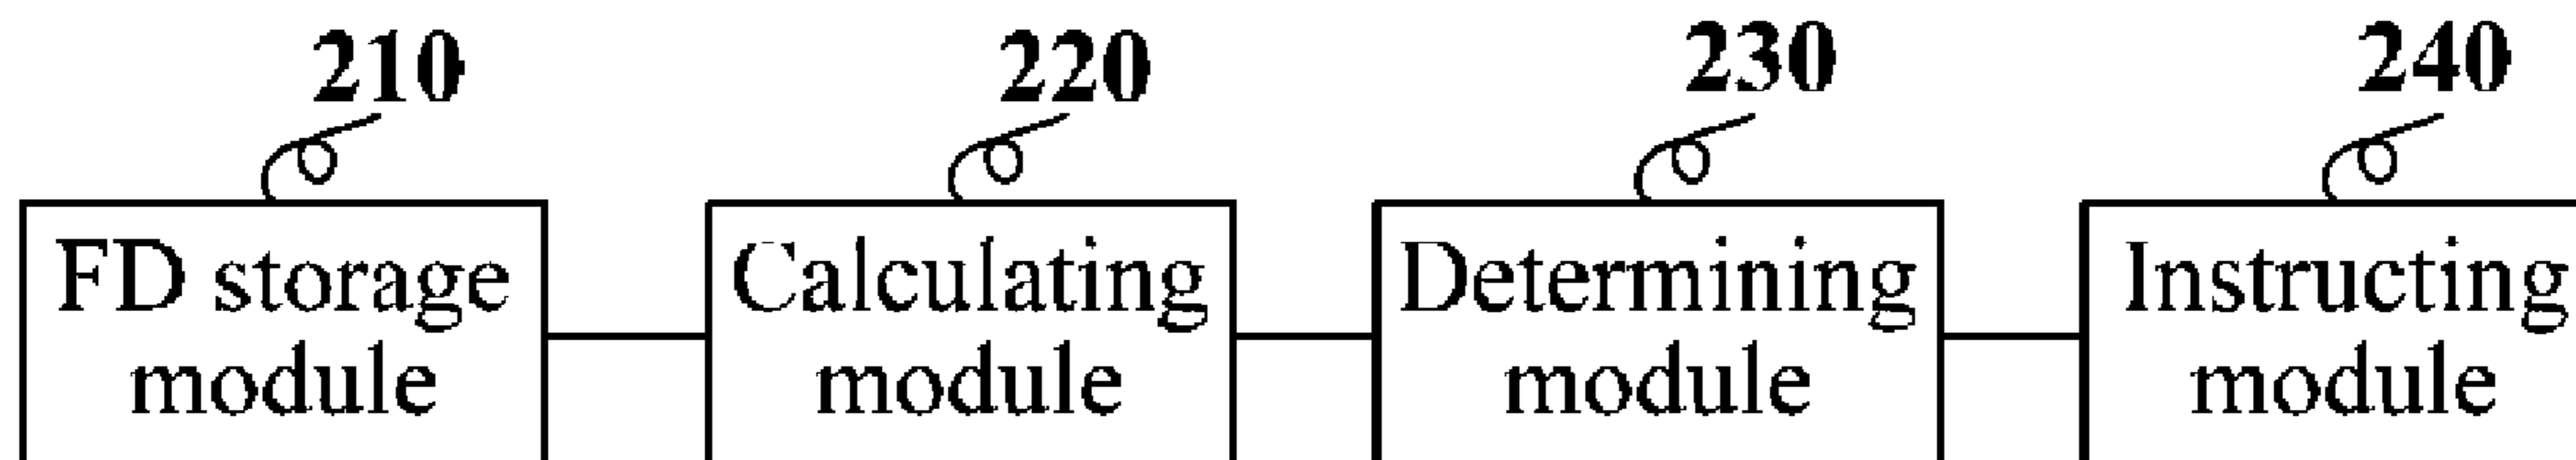 210 220 230 240
FD storage Calculating Determining Instructing
module module module module